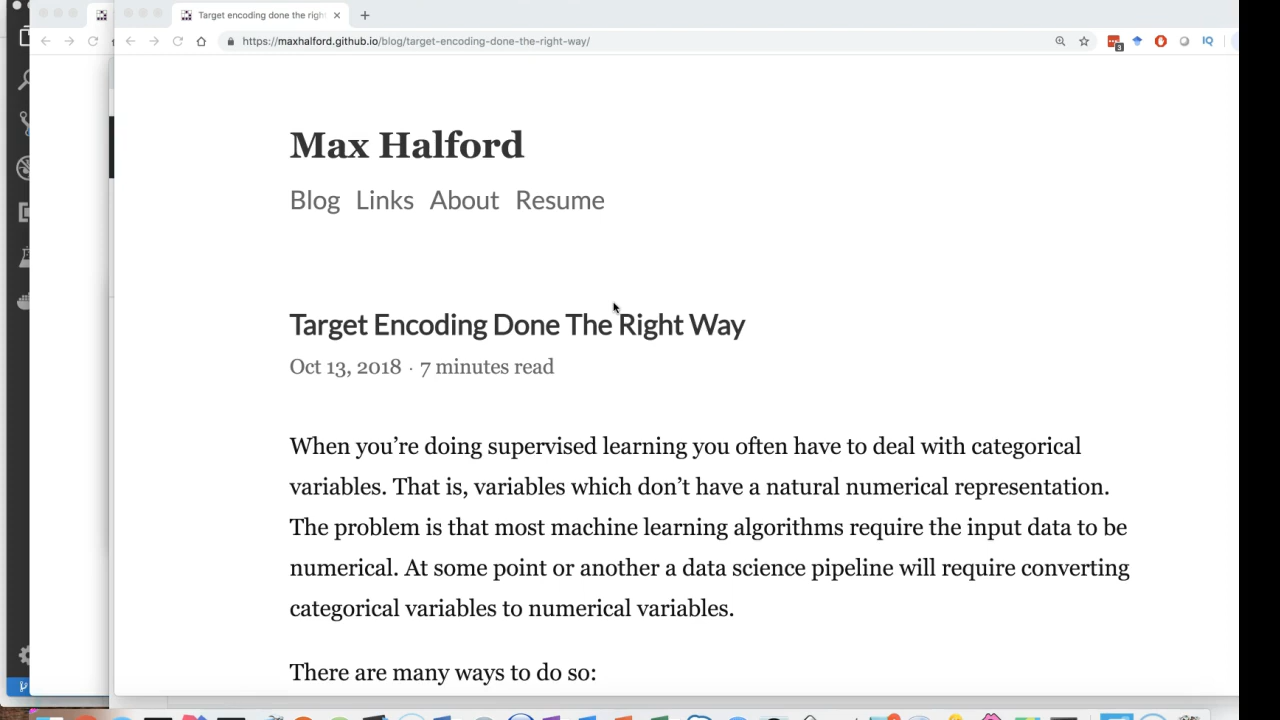 Target encoding done the righ
https://maxhalford.github.io/blog/target-encoding-done-the-right-way/
3
IQ
Max Halford
Blog Links About Resume
Target Encoding Done The Right Way
Oct 13, 2018 · 7 minutes read
When you’re doing supervised learning you often have to deal with categorical
variables. That is, variables which don’t have a natural numerical representation.
The problem is that most machine learning algorithms require the input data to be
numerical. At some point or another a data science pipeline will require converting
categorical variables to numerical variables.
There are many ways to do so: